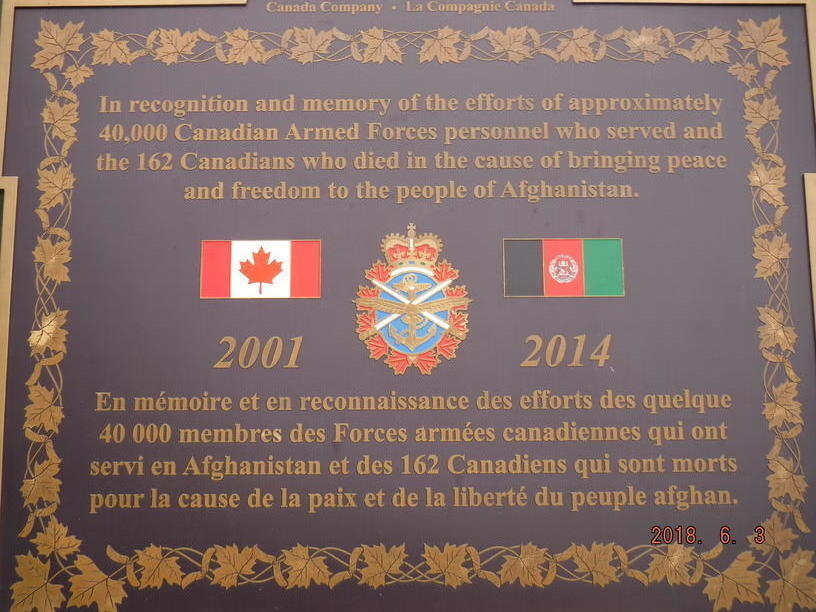 Canada Company • La Compagnie Canada
In recognition and memory of the efforts of approximately
40,000 Canadian Armed Forces personnel who served and
the 162 Canadians who died in the cause of bringing peace
and freedom to the people of Afghanistan.
2001 2014
En mémoire et en reconnaissance des efforts des quelque
40 000 membres des Forces armées canadiennes qui ont
servi en Afghanistan et des 162 Canadiens qui sont morts
pour la cause de la paix et de la liberté du peuple afghan.
2018. 6. 3